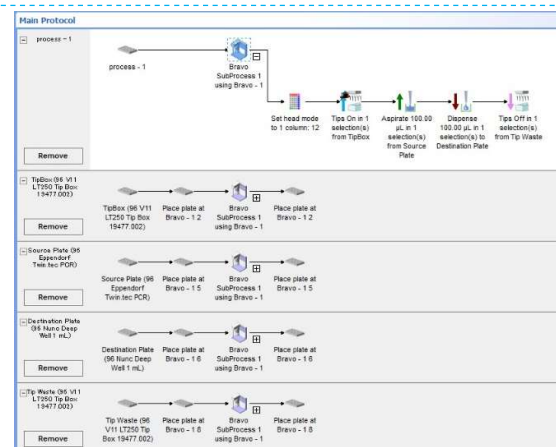 Main Protocol
process - 1
process - 1
Bravo
SubProcess 1
using Bravo - 1
Set head mode
to 1 column: 12
Tips On in 1
selection(s)
from TipBox
Aspirate 100.00
µL in 1
selection(s)
from Source
Plate
Dispense
100.00 µL in 1
selection(s) to
Destination Plate
Tips Off in 1
selection(s)
from Tip Waste
Remove
TipBox (96 V11
LT250 Tip Box
19477.002)
TipBox (96 V11
LT250 Tip Box
19477.002)
Place plate at
Bravo - 1 2
Bravo
SubProcess 1
using Bravo - 1
Place plate at
Bravo - 1 2
Remove
Source Plate (96
Eppendorf
Twin.tec PCR)
Source Plate (96
Eppendorf
Twin.tec PCR)
Place plate at
Bravo - 1 5
Bravo
SubProcess 1
using Bravo - 1
Place plate at
Bravo - 1 5
Remove
Destination Plate
(96 Nunc Deep
Well 1 mL)
Destination Plate
(96 Nunc Deep
Well 1 mL)
Place plate at
Bravo - 1 6
Bravo
SubProcess 1
using Bravo - 1
Place plate at
Bravo - 1 6
Remove
Tip Waste (96 V11
LT250 Tip Box
19477.002)
Tip Waste (96
V11 LT250 Tip
Box 19477.002)
Place plate at
Bravo - 1 8
Bravo
SubProcess 1
using Bravo - 1
Place plate at
Bravo - 1 8
Remove